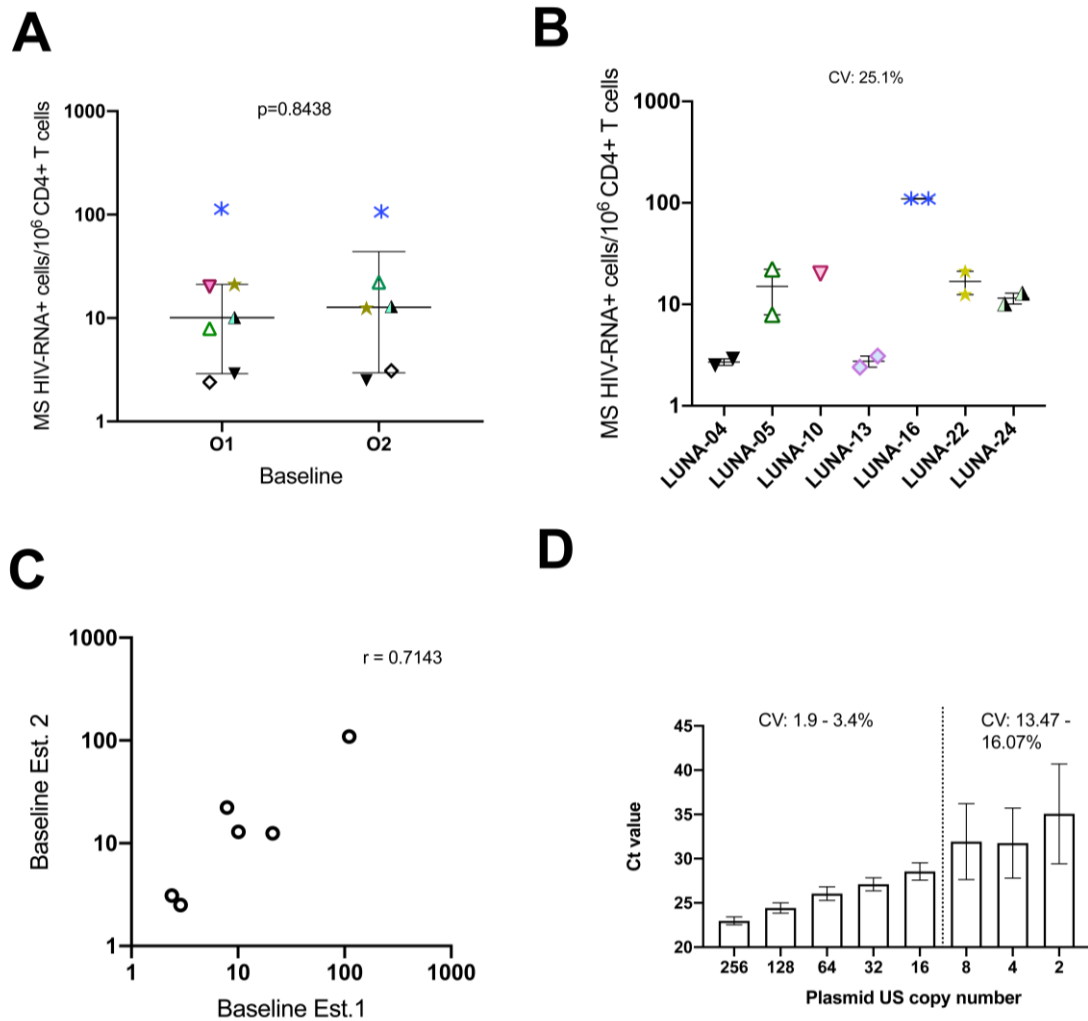 A
p=0.8438
MS HIV-RNA+ cells/10⁶ CD4+ T cells
1000
100
10
1
O1
O2
Baseline
B
CV: 25.1%
MS HIV-RNA+ cells/10⁶ CD4+ T cells
1000
100
10
1
LUNA-04
LUNA-05
LUNA-10
LUNA-13
LUNA-16
LUNA-22
LUNA-24
C
r = 0.7143
Baseline Est. 2
1000
100
10
1
1
10
100
1000
Baseline Est.1
D
CV: 1.9 - 3.4%
CV: 13.47 -
16.07%
Ct value
45
40
35
30
25
20
256
128
64
32
16
8
4
2
Plasmid US copy number